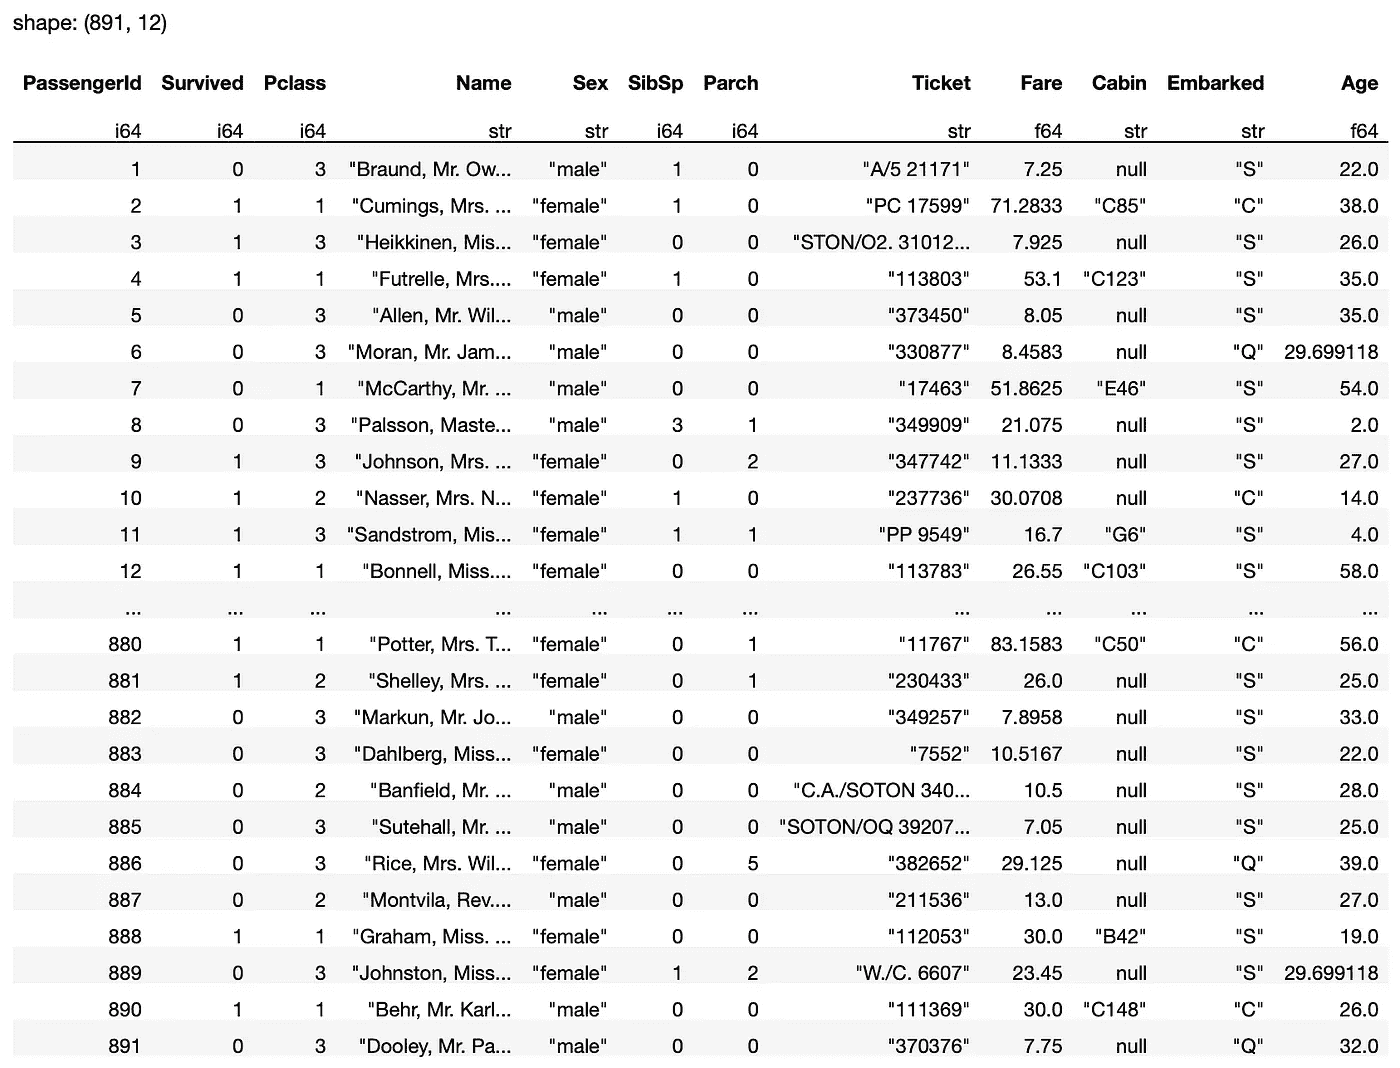 shape: (891, 12)
PassengerId Survived Pclass Name Sex SibSp Parch Ticket Fare Cabin Embarked Age
i64 i64 i64 str str i64 i64 str f64 str str f64
1 0 3 "Braund, Mr. Ow... "male" 1 0 "A/5 21171" 7.25 null "S" 22.0
2 1 1 "Cumings, Mrs. ... "female" 1 0 "PC 17599" 71.2833 "C85" "C" 38.0
3 1 3 "Heikkinen, Mis... "female" 0 0 "STON/O2. 31012... 7.925 null "S" 26.0
4 1 1 "Futrelle, Mrs.... "female" 1 0 "113803" 53.1 "C123" "S" 35.0
5 0 3 "Allen, Mr. Wil... "male" 0 0 "373450" 8.05 null "S" 35.0
6 0 3 "Moran, Mr. Jam... "male" 0 0 "330877" 8.4583 null "Q" 29.699118
7 0 1 "McCarthy, Mr. ... "male" 0 0 "17463" 51.8625 "E46" "S" 54.0
8 0 3 "Palsson, Maste... "male" 3 1 "349909" 21.075 null "S" 2.0
9 1 3 "Johnson, Mrs. ... "female" 0 2 "347742" 11.1333 null "S" 27.0
10 1 2 "Nasser, Mrs. N... "female" 1 0 "237736" 30.0708 null "C" 14.0
11 1 3 "Sandstrom, Mis... "female" 1 1 "PP 9549" 16.7 "G6" "S" 4.0
12 1 1 "Bonnell, Miss.... "female" 0 0 "113783" 26.55 "C103" "S" 58.0
... ... ... ... ... ... ... ... ... ... ... ...
880 1 1 "Potter, Mrs. T... "female" 0 1 "11767" 83.1583 "C50" "C" 56.0
881 1 2 "Shelley, Mrs. ... "female" 0 1 "230433" 26.0 null "S" 25.0
882 0 3 "Markun, Mr. Jo... "male" 0 0 "349257" 7.8958 null "S" 33.0
883 0 3 "Dahlberg, Miss... "female" 0 0 "7552" 10.5167 null "S" 22.0
884 0 2 "Banfield, Mr. ... "male" 0 0 "C.A./SOTON 340... 10.5 null "S" 28.0
885 0 3 "Sutehall, Mr. ... "male" 0 0 "SOTON/OQ 39207... 7.05 null "S" 25.0
886 0 3 "Rice, Mrs. Wil... "female" 0 5 "382652" 29.125 null "Q" 39.0
887 0 2 "Montvila, Rev.... "male" 0 0 "211536" 13.0 null "S" 27.0
888 1 1 "Graham, Miss. ... "female" 0 0 "112053" 30.0 "B42" "S" 19.0
889 0 3 "Johnston, Miss... "female" 1 2 "W./C. 6607" 23.45 null "S" 29.699118
890 1 1 "Behr, Mr. Karl... "male" 0 0 "111369" 30.0 "C148" "C" 26.0
891 0 3 "Dooley, Mr. Pa... "male" 0 0 "370376" 7.75 null "Q" 32.0